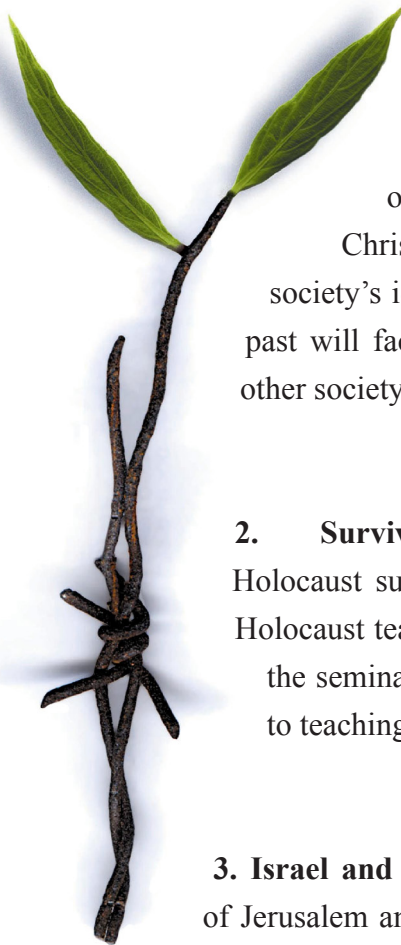 o
Chris
society’s i
past will fac
other society
2. Surviv
Holocaust su
Holocaust tea
the semina
to teaching
3. Israel and
of Jerusalem an